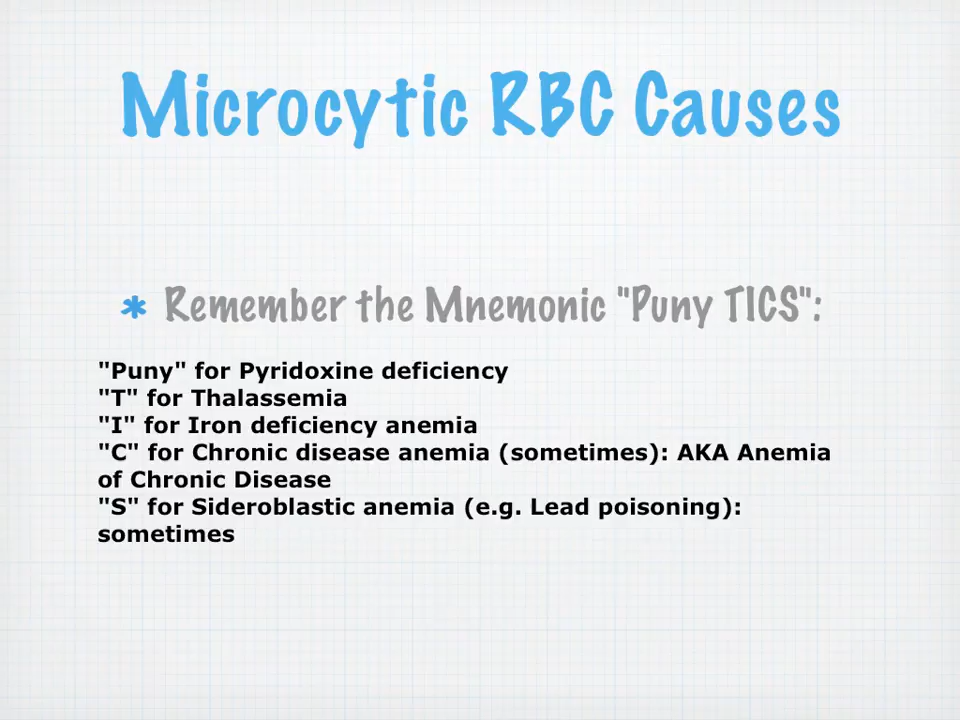 Microcytic RBC Causes
* Remember the Mnemonic "Puny TICS":
"Puny" for Pyridoxine deficiency
"T" for Thalassemia
"I" for Iron deficiency anemia
"C" for Chronic disease anemia (sometimes): AKA Anemia
of Chronic Disease
"S" for Sideroblastic anemia (e.g. Lead poisoning):
sometimes